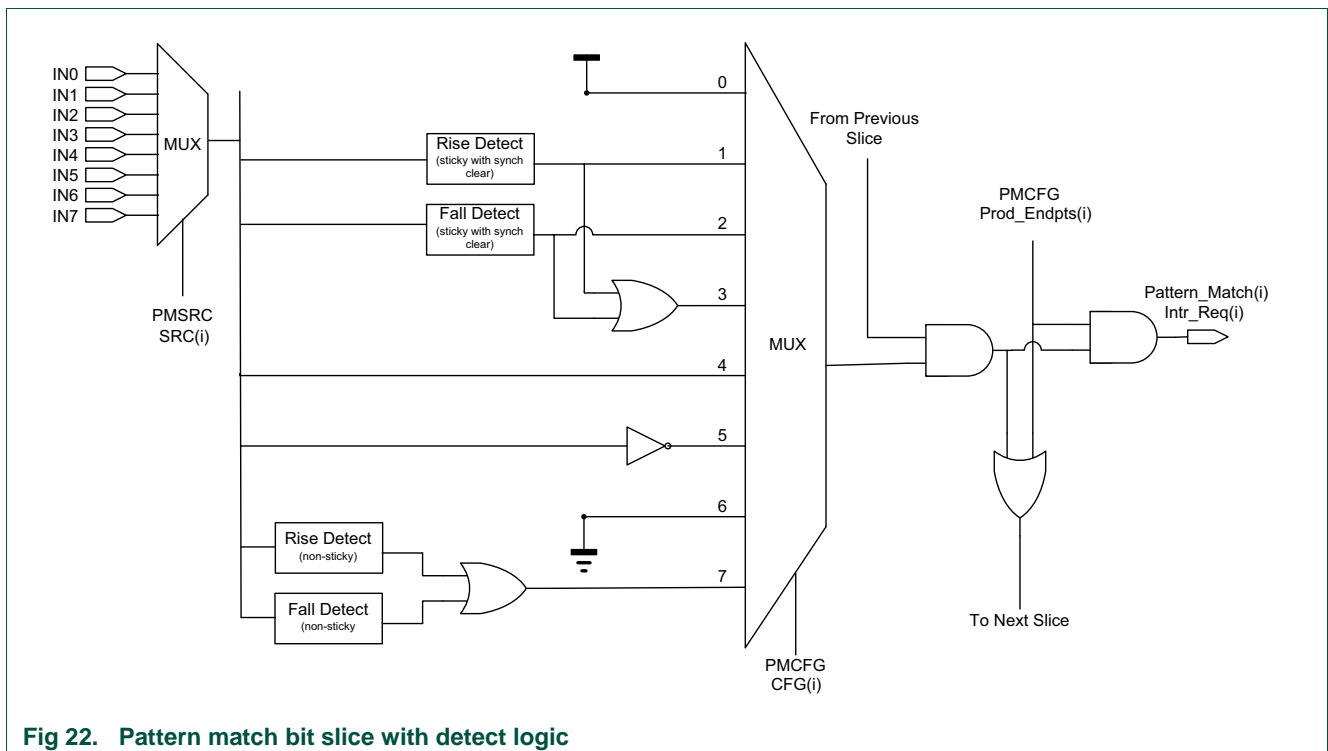 IN0
IN1
IN2
IN3
IN4
IN5
IN6
IN7
MUX
PMSRC
SRC(i)
Rise Detect
(sticky with synch
clear)
Fall Detect
(sticky with synch
clear)
Rise Detect
(non-sticky)
Fall Detect
(non-sticky
0
1
2
3
4
5
6
7
MUX
PMCFG
CFG(i)
From Previous
Slice
PMCFG
Prod_Endpts(i)
Pattern_Match(i)
Intr_Req(i)
To Next Slice
Fig 22. Pattern match bit slice with detect logic